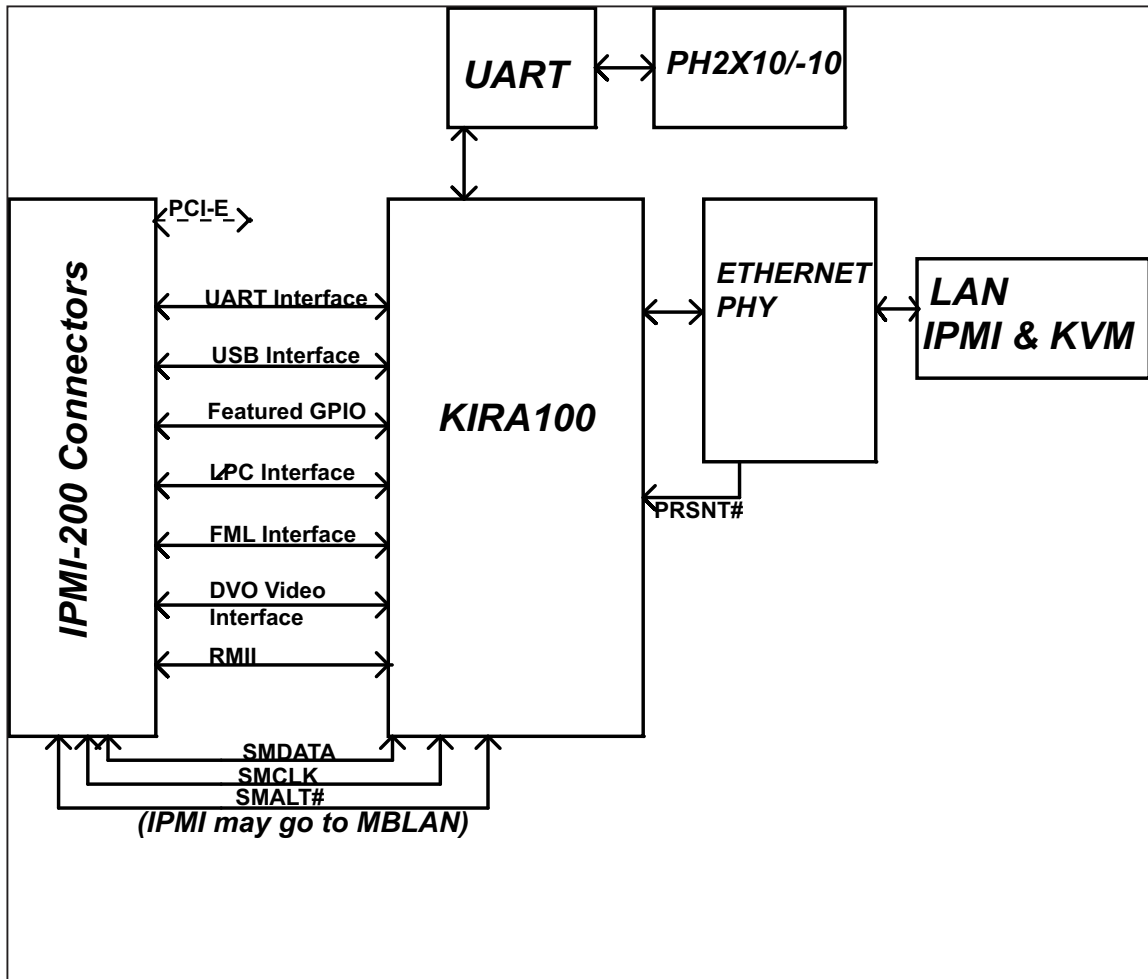 UART
PH2X10/-10
PCI-E
UART Interface
USB Interface
Featured GPIO
LPC Interface
FML Interface
DVO Video
Interface
RMII
IPMI-200 Connectors
KIRA100
ETHERNET
PHY
LAN
IPMI & KVM
PRSNT#
SMDATA
SMCLK
SMALT#
(IPMI may go to MBLAN)